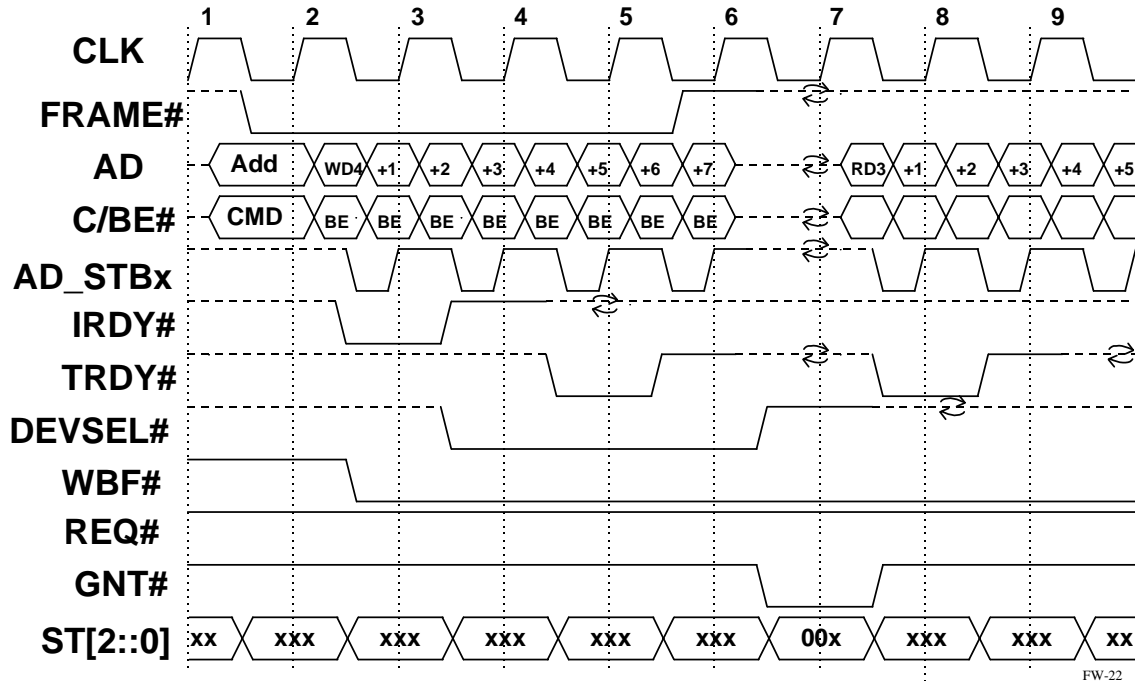 1 2 3 4 5 6 7 8 9
CLK
FRAME#
AD Add WD4 +1 +2 +3 +4 +5 +6 +7 RD3 +1 +2 +3 +4 +5
C/BE# CMD BE BE BE BE BE BE BE BE
AD_STBx
IRDY#
TRDY#
DEVSEL#
WBF#
REQ#
GNT#
ST[2::0] xx xxx xxx xxx xxx xxx 00x xxx xxx xx
FW-22